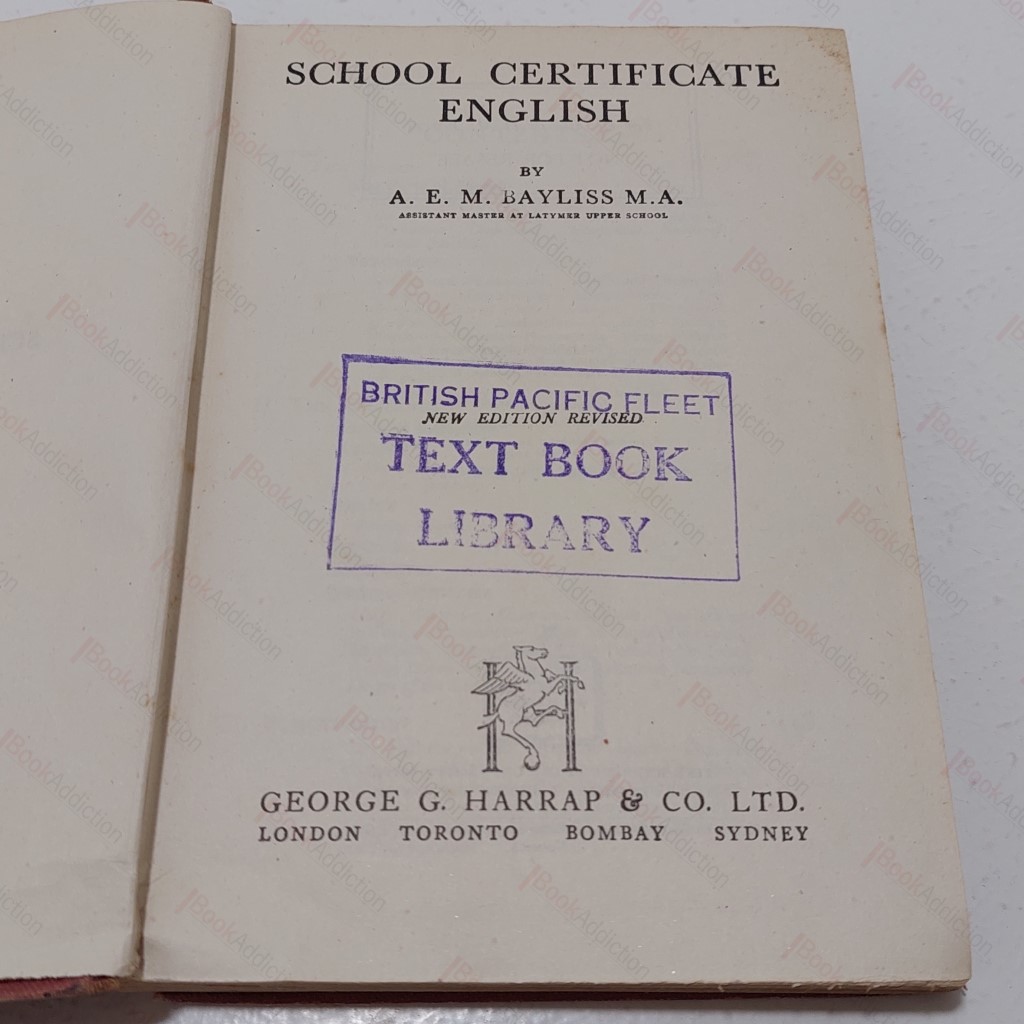 SCHOOL CERTIFICATE
ENGLISH
BY
A. E. M. BAYLISS M.A.
ASSISTANT MASTER AT LATYMER UPPER SCHOOL
BRITISH PACIFIC FLEET
NEW EDITION REVISED
TEXT BOOK
LIBRARY
H
GEORGE G. HARRAP & CO. LTD.
LONDON TORONTO BOMBAY SYDNEY
BookAddiction